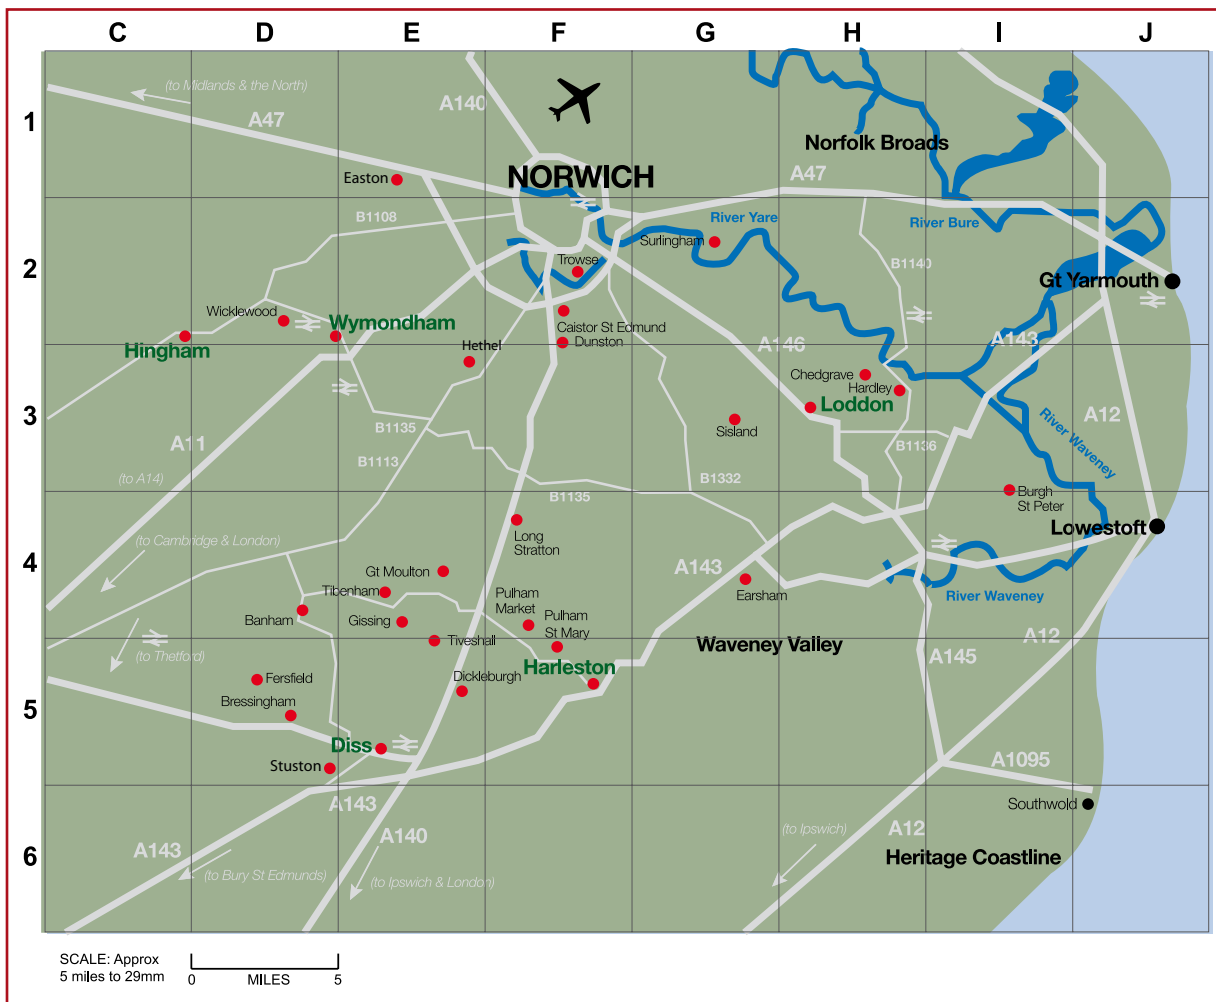 C D E F G H I J
1
2
3
4
5
6
(to Midlands & the North)
A47
A140
Norfolk Broads
NORWICH
A47
Easton
B1108
River Yare
River Bure
Surlingham
Trowse
B1140
Gt Yarmouth
Wicklewood
Wymondham
Caistor St Edmund
Dunston
Hingham
Hethel
A146
A143
Chedgrave
Hardley
Loddon
A11
B1135
Sisland
A12
River Waveney
B1113
B1136
(to A14)
B1332
B1135
Burgh
St Peter
Lowestoft
(to Cambridge & London)
Long
Stratton
Gt Moulton
A143
Tibenham
Earsham
River Waveney
Pulham
Market
Banham
Gissing
Pulham
St Mary
Tiveshall
Waveney Valley
A12
(to Thetford)
A145
Harleston
Fersfield
Dickleburgh
Bressingham
Diss
Stuston
A1095
A143
Southwold
A140
(to Ipswich)
A12
A143
Heritage Coastline
(to Bury St Edmunds)
(to Ipswich & London)
SCALE: Approx
5 miles to 29mm
0 MILES 5